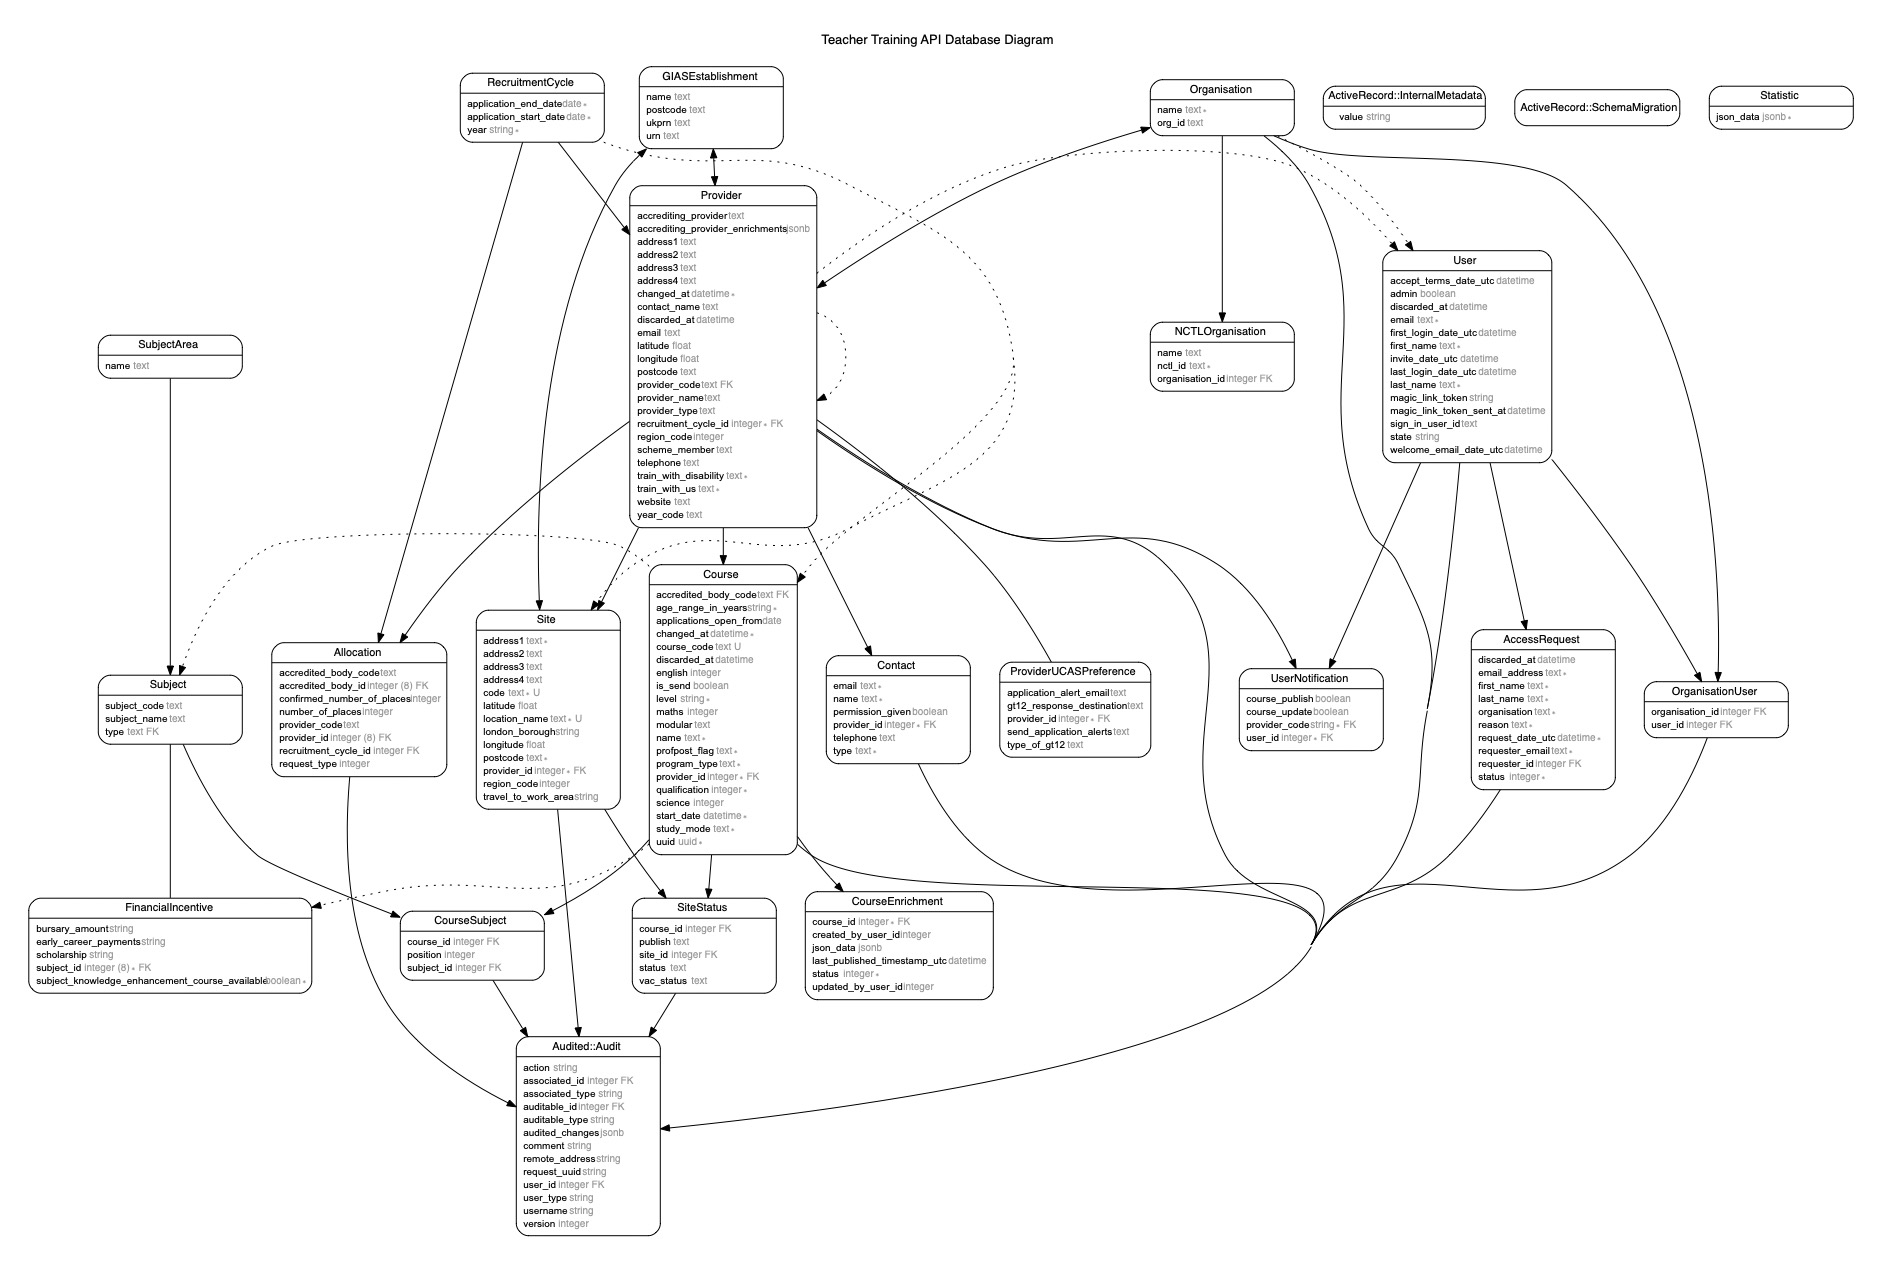 Teacher Training API Database Diagram
RecruitmentCycle
application_end_date date *
application_start_date date *
year string *
GIASEstablishment
name text
postcode text
ukprn text
urn text
Organisation
name text *
org_id text
ActiveRecord::InternalMetadata
value string
ActiveRecord::SchemaMigration
Statistic
json_data jsonb *
Provider
accrediting_provider text
accrediting_provider_enrichments jsonb
address1 text
address2 text
address3 text
address4 text
changed_at datetime *
contact_name text
discarded_at datetime
email text
latitude float
longitude float
postcode text
provider_code text FK
provider_name text
provider_type text
recruitment_cycle_id integer * FK
region_code integer
scheme_member text
telephone text
train_with_disability text *
train_with_us text *
website text
year_code text
User
accept_terms_date_utc datetime
admin boolean
discarded_at datetime
email text *
first_login_date_utc datetime
first_name text *
invite_date_utc datetime
last_login_date_utc datetime
last_name text *
magic_link_token string
magic_link_token_sent_at datetime
sign_in_user_id text
state string
welcome_email_date_utc datetime
NCTLOrganisation
name text
nctl_id text *
organisation_id integer FK
SubjectArea
name text
Subject
subject_code text
subject_name text
type text FK
Allocation
accredited_body_code text
accredited_body_id integer (8) FK
confirmed_number_of_places integer
number_of_places integer
provider_code text
provider_id integer (8) FK
recruitment_cycle_id integer FK
request_type integer
Site
address1 text *
address2 text
address3 text
address4 text
code text * U
latitude float
location_name text * U
london_borough string
longitude float
postcode text *
provider_id integer * FK
region_code integer
travel_to_work_area string
Course
accredited_body_code text FK
age_range_in_years string *
applications_open_from date
changed_at datetime *
course_code text U
discarded_at datetime
english integer
is_send boolean
level string *
maths integer
modular text
name text *
profpost_flag text *
program_type text *
provider_id integer * FK
qualification integer *
science integer
start_date datetime *
study_mode text *
uuid uuid *
Contact
email text *
name text *
permission_given boolean
provider_id integer * FK
telephone text
type text *
ProviderUCASPreference
application_alert_email text
gt12_response_destination text
provider_id integer * FK
send_application_alerts text
type_of_gt12 text
UserNotification
course_publish boolean
course_update boolean
provider_code string * FK
user_id integer * FK
AccessRequest
discarded_at datetime
email_address text *
first_name text *
last_name text *
organisation text *
reason text *
request_date_utc datetime *
requester_email text *
requester_id integer FK
status integer *
OrganisationUser
organisation_id integer FK
user_id integer FK
FinancialIncentive
bursary_amount string
early_career_payments string
scholarship string
subject_id integer (8) * FK
subject_knowledge_enhancement_course_available boolean *
CourseSubject
course_id integer FK
position integer
subject_id integer FK
SiteStatus
course_id integer FK
publish text
site_id integer FK
status text
vac_status text
CourseEnrichment
course_id integer * FK
created_by_user_id integer
json_data jsonb
last_published_timestamp_utc datetime
status integer *
updated_by_user_id integer
Audited::Audit
action string
associated_id integer FK
associated_type string
auditable_id integer FK
auditable_type string
audited_changes jsonb
comment string
remote_address string
request_uuid string
user_id integer FK
user_type string
username string
version integer